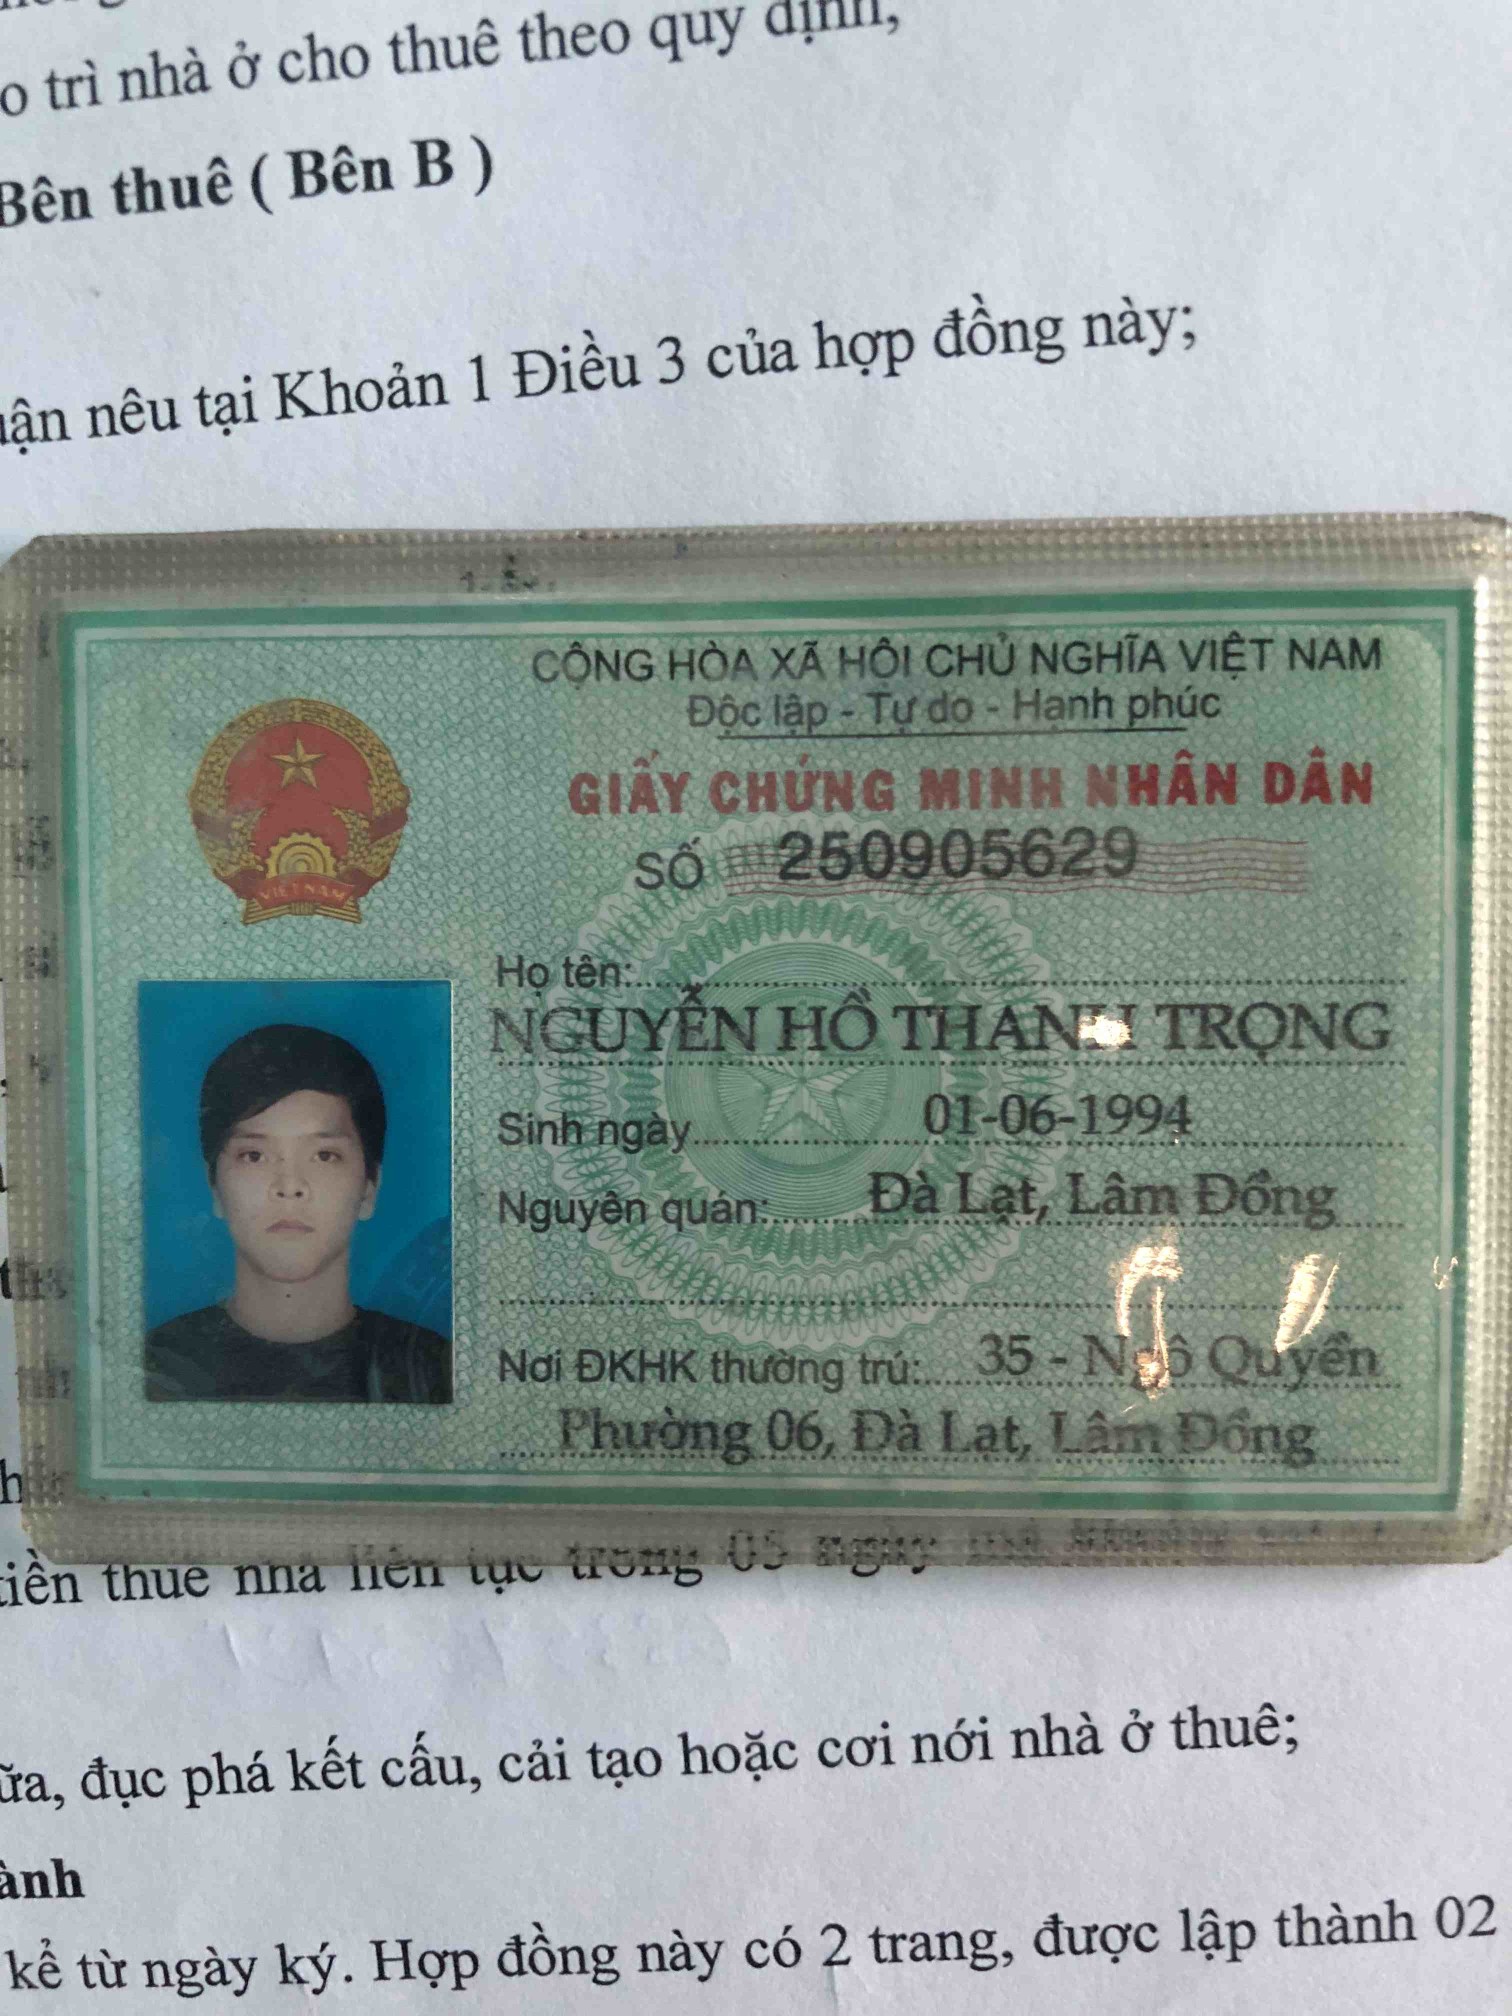 o trì nhà ở cho thuê theo quy định,
Bên thuê ( Bên B )
nêu tại Khoản 1 Điều 3 của hợp đồng này;
CỘNG HÒA XÃ HỘI CHỦ NGHĨA VIỆT NAM
Độc lập - Tự do - Hạnh phúc
GIẤY CHỨNG MINH NHÂN DÂN
SỐ 250905629
VIỆT NAM
Họ tên:
NGUYỄN HỒ THANH TRỌNG
Sinh ngày 01-06-1994
Nguyên quán: Đà Lạt, Lâm Đồng
Nơi ĐKHK thường trú: 35 - Ngô Quyền
Phường 06, Đà Lạt, Lâm Đồng
tiền thuê nhà liên tục trong 03 ngày
ữa, đục phá kết cấu, cải tạo hoặc cơi nới nhà ở thuê;
ành
kể từ ngày ký. Hợp đồng này có 2 trang, được lập thành 02